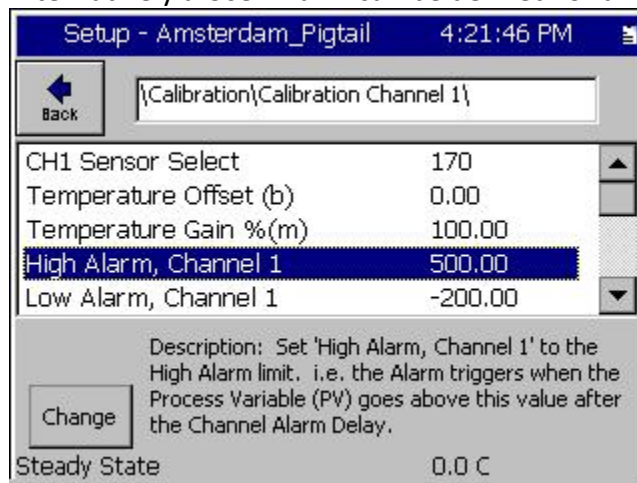 Setup - Amsterdam_Pigtail 4:21:46 PM
Back
\Calibration\Calibration Channel 1\
CH1 Sensor Select 170
Temperature Offset (b) 0.00
Temperature Gain %(m) 100.00
High Alarm, Channel 1 500.00
Low Alarm, Channel 1 -200.00
Description: Set 'High Alarm, Channel 1' to the
High Alarm limit. i.e. the Alarm triggers when the
Process Variable (PV) goes above this value after
the Channel Alarm Delay.
Change
Steady State 0.0 C